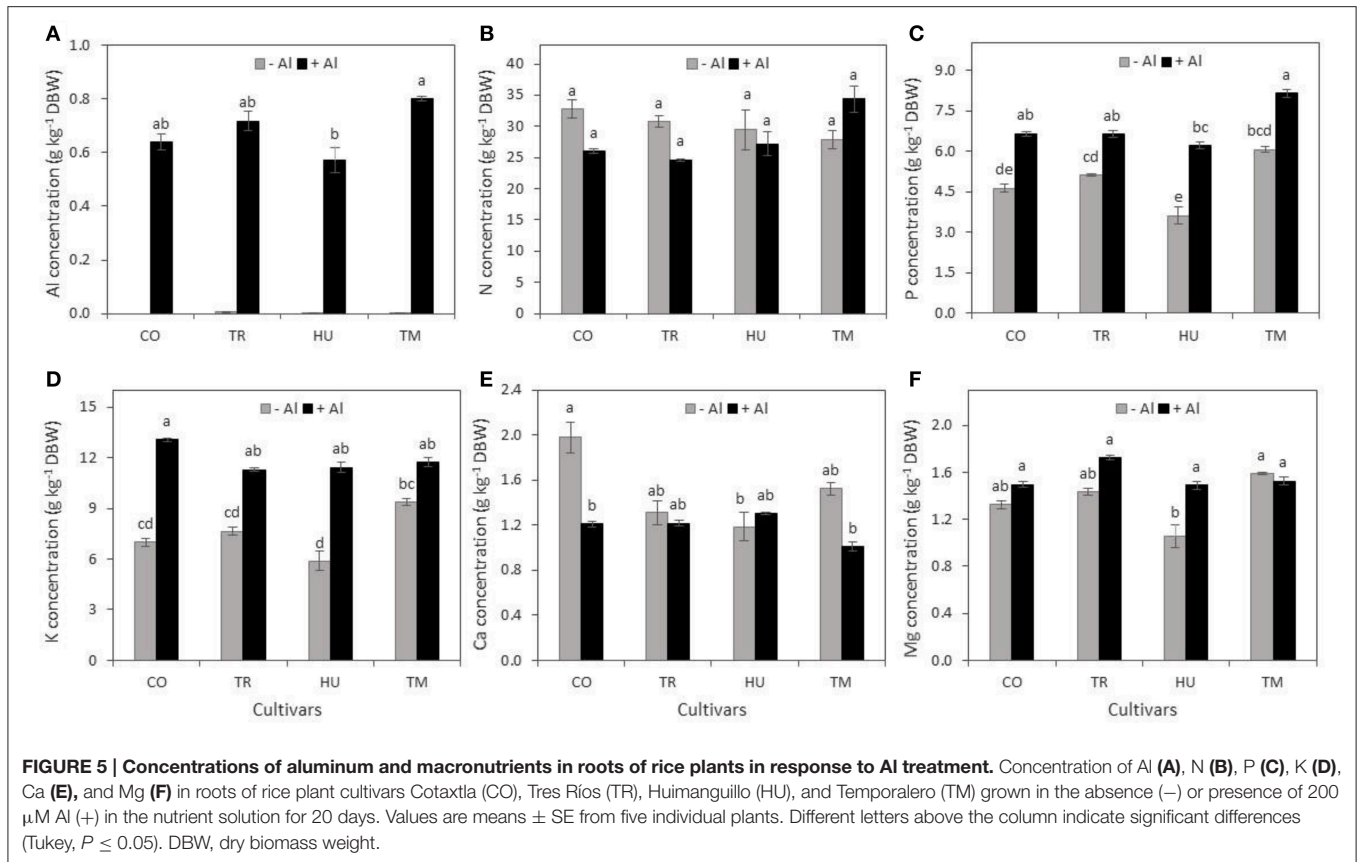 A
- Al + Al
Al concentration (g kg⁻¹ DBW)
1.0
0.8
0.6
0.4
0.2
0.0
ab
ab
b
a
CO TR HU TM
B
- Al + Al
N concentration (g kg⁻¹ DBW)
40
35
30
25
20
15
10
5
0
a a a a
a a a a
CO TR HU TM
C
- Al + Al
P concentration (g kg⁻¹ DBW)
9.0
7.5
6.0
4.5
3.0
1.5
0.0
de ab cd ab e bc bcd a
CO TR HU TM
D
- Al + Al
K concentration (g kg⁻¹ DBW)
15
12
9
6
3
0
cd a cd ab d ab bc ab
CO TR HU TM
Cultivars
E
- Al + Al
Ca concentration (g kg⁻¹ DBW)
2.4
2.0
1.6
1.2
0.8
0.4
0.0
a b ab ab b ab ab b
CO TR HU TM
Cultivars
F
- Al + Al
Mg concentration (g kg⁻¹ DBW)
2.0
1.6
1.2
0.8
0.4
0.0
ab a ab a b a a a
CO TR HU TM
Cultivars
FIGURE 5 | Concentrations of aluminum and macronutrients in roots of rice plants in response to Al treatment. Concentration of Al (A), N (B), P (C), K (D),
Ca (E), and Mg (F) in roots of rice plant cultivars Cotaxtla (CO), Tres Ríos (TR), Huimanguillo (HU), and Temporalero (TM) grown in the absence (−) or presence of 200
μM Al (+) in the nutrient solution for 20 days. Values are means ± SE from five individual plants. Different letters above the column indicate significant differences
(Tukey, P ≤ 0.05). DBW, dry biomass weight.